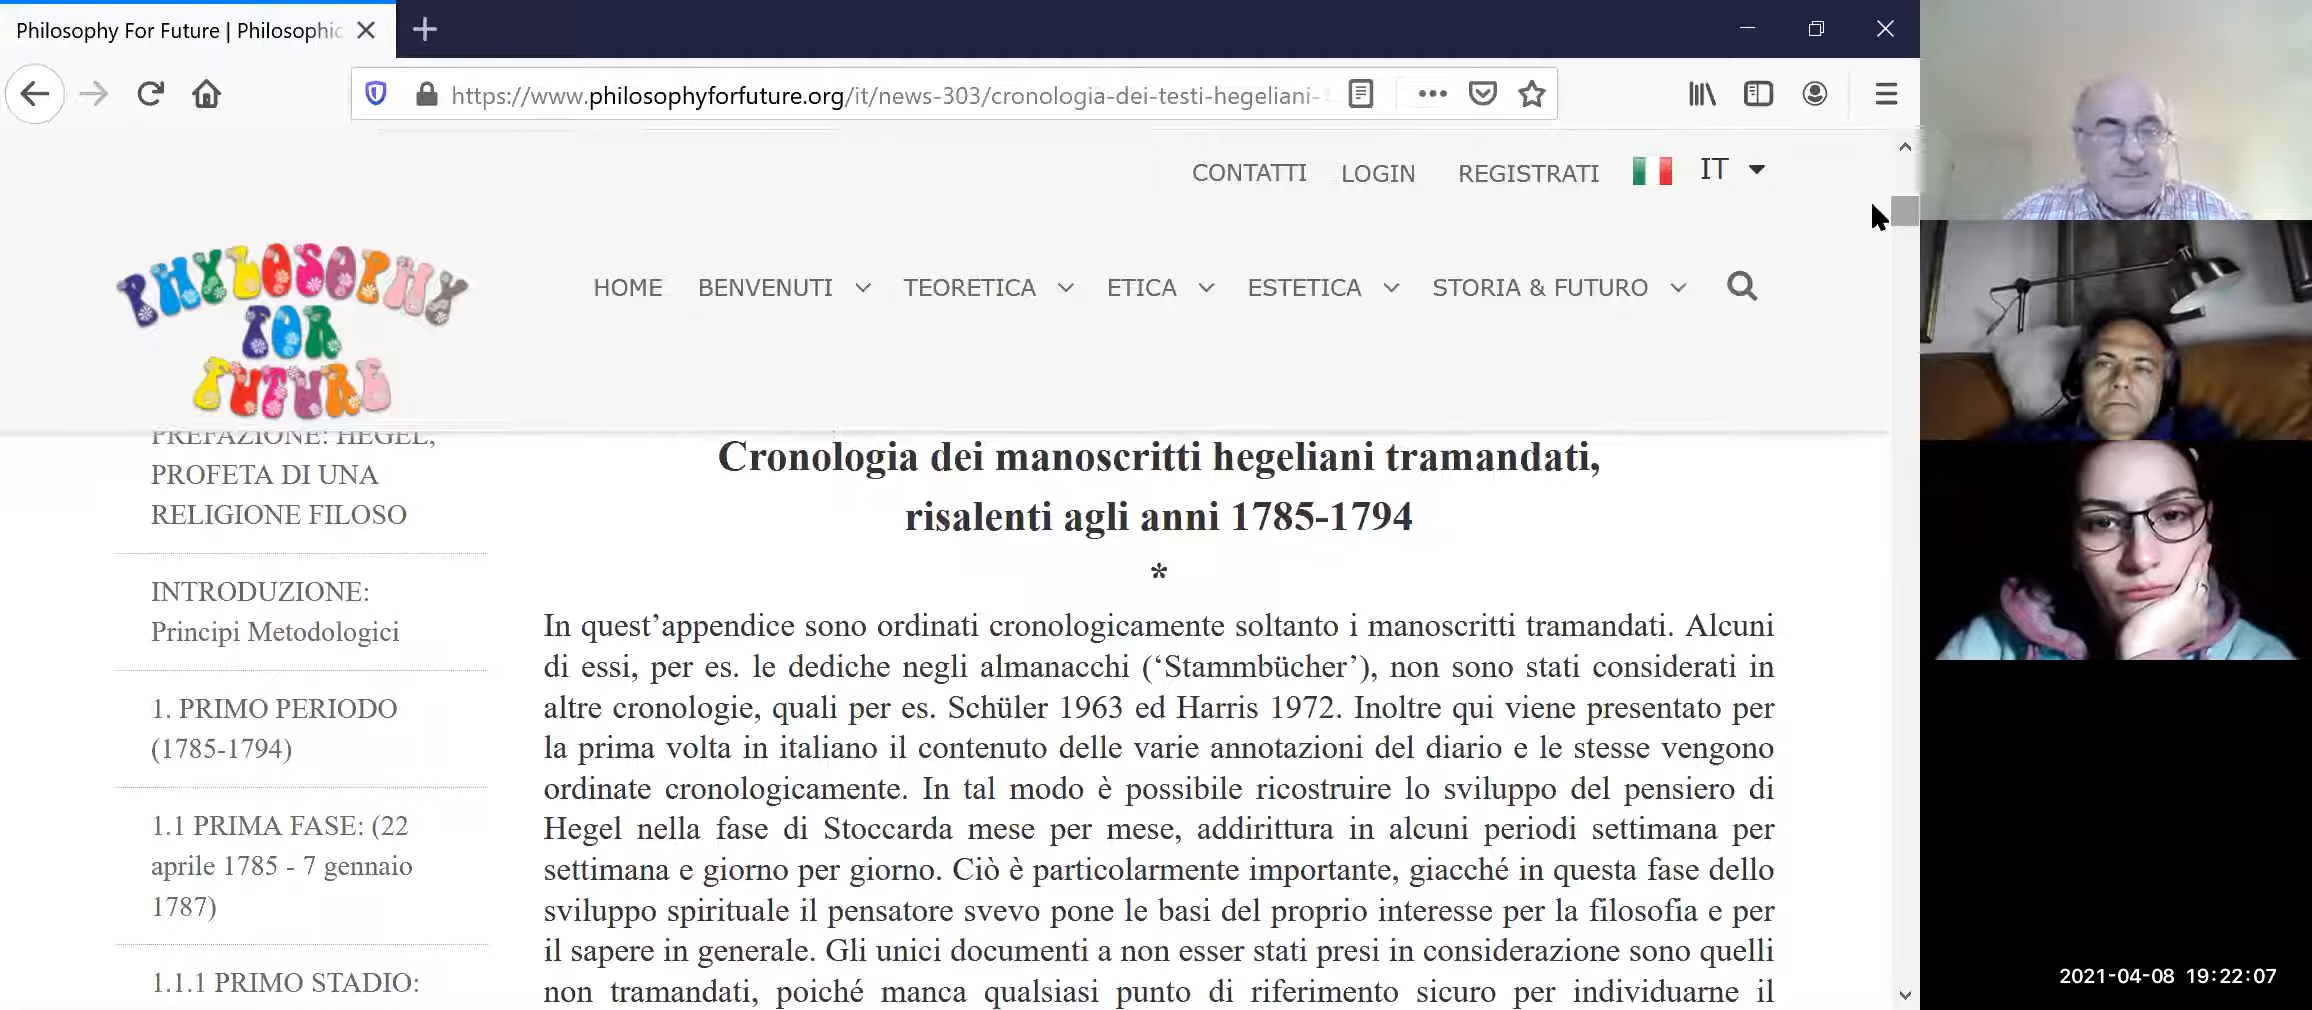 Philosophy For Future | Philosophic
https://www.philosophyforfuture.org/it/news-303/cronologia-dei-testi-hegeliani-
CONTATTI LOGIN REGISTRATI IT
PHYLOSOPHY
FOR
FUTURE
HOME BENVENUTI TEORETICA ETICA ESTETICA STORIA & FUTURO
PREFAZIONE: HEGEL,
PROFETA DI UNA
RELIGIONE FILOSO
INTRODUZIONE:
Principi Metodologici
1. PRIMO PERIODO
(1785-1794)
1.1 PRIMA FASE: (22
aprile 1785 - 7 gennaio
1787)
1.1.1 PRIMO STADIO:
Cronologia dei manoscritti hegeliani tramandati,
risalenti agli anni 1785-1794
*
In quest’appendice sono ordinati cronologicamente soltanto i manoscritti tramandati. Alcuni
di essi, per es. le dediche negli almanacchi (‘Stammbücher’), non sono stati considerati in
altre cronologie, quali per es. Schüler 1963 ed Harris 1972. Inoltre qui viene presentato per
la prima volta in italiano il contenuto delle varie annotazioni del diario e le stesse vengono
ordinate cronologicamente. In tal modo è possibile ricostruire lo sviluppo del pensiero di
Hegel nella fase di Stoccarda mese per mese, addirittura in alcuni periodi settimana per
settimana e giorno per giorno. Ciò è particolarmente importante, giacché in questa fase dello
sviluppo spirituale il pensatore svevo pone le basi del proprio interesse per la filosofia e per
il sapere in generale. Gli unici documenti a non esser stati presi in considerazione sono quelli
non tramandati, poiché manca qualsiasi punto di riferimento sicuro per individuarne il
2021-04-08 19:22:07